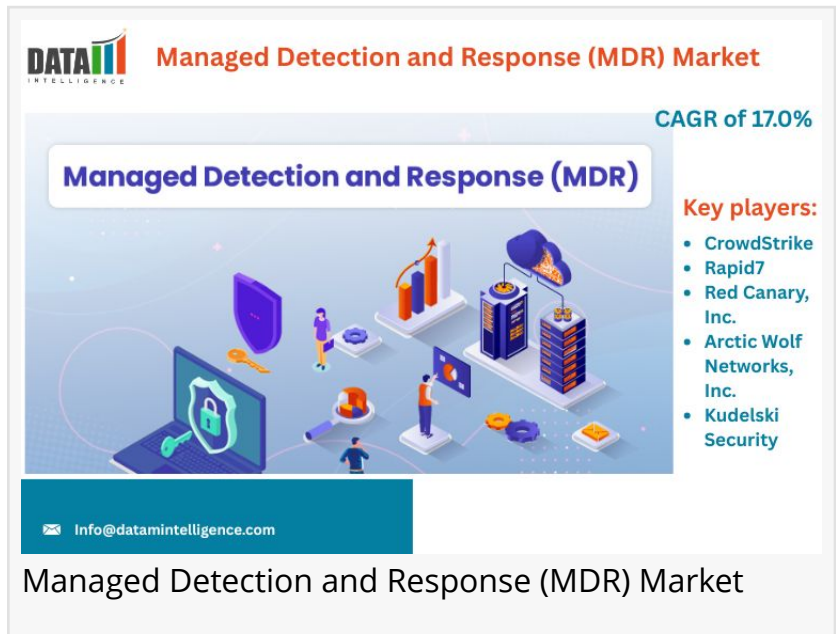 DATA
INTELLIGENCE
Managed Detection and Response (MDR) Market
CAGR of 17.0%
Managed Detection and Response (MDR)
Key players:
• CrowdStrike
• Rapid7
• Red Canary,
Inc.
• Arctic Wolf
Networks,
Inc.
• Kudelski
Security
Info@datamintelligence.com
Managed Detection and Response (MDR) Market